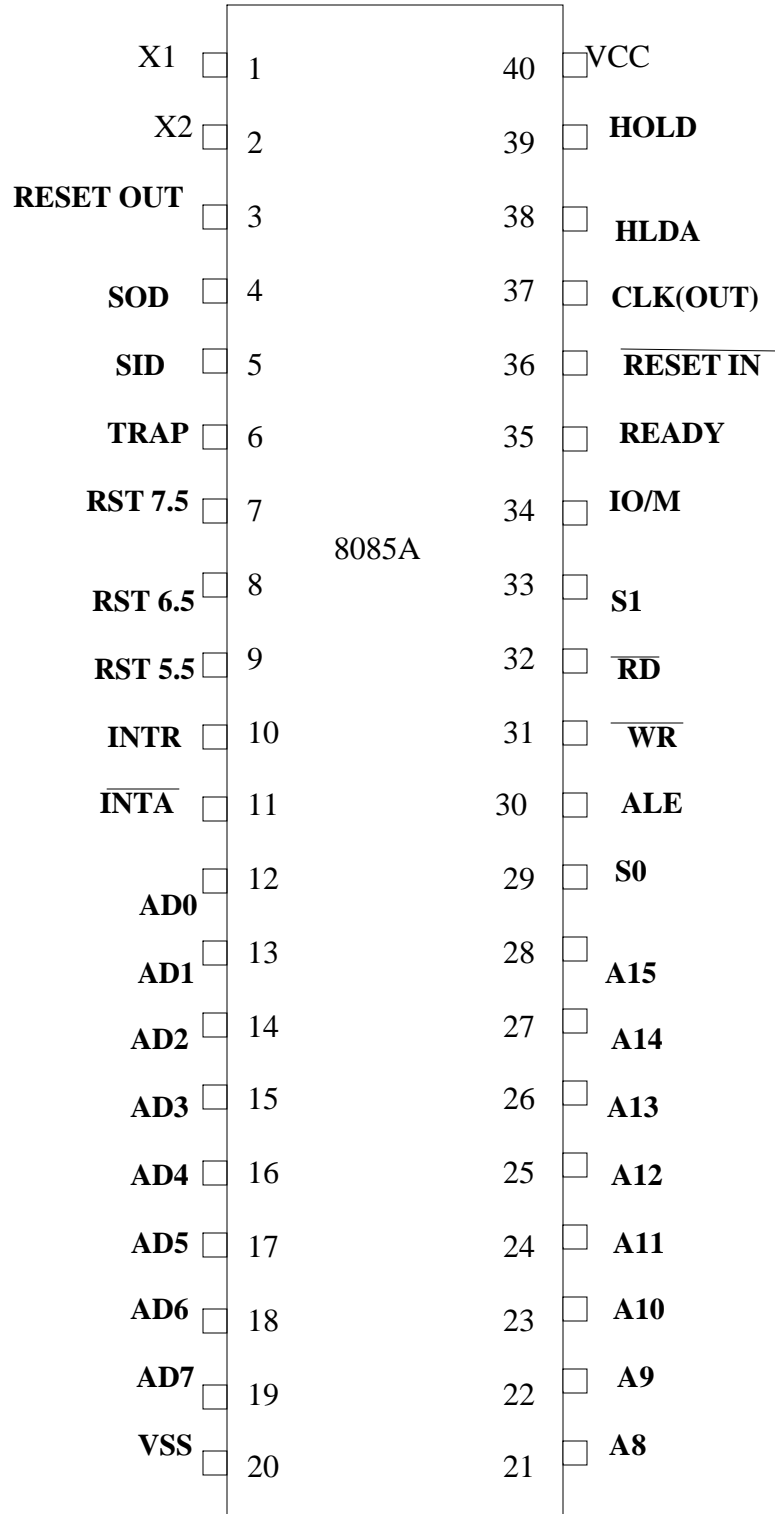 X1 1 40 VCC
X2 2 39 HOLD
RESET OUT 3 38 HLDA
SOD 4 37 CLK(OUT)
SID 5 36 RESET IN
TRAP 6 35 READY
RST 7.5 7 34 IO/M
8085A
RST 6.5 8 33 S1
RST 5.5 9 32 RD
INTR 10 31 WR
INTA 11 30 ALE
AD0 12 29 S0
AD1 13 28 A15
AD2 14 27 A14
AD3 15 26 A13
AD4 16 25 A12
AD5 17 24 A11
AD6 18 23 A10
AD7 19 22 A9
VSS 20 21 A8